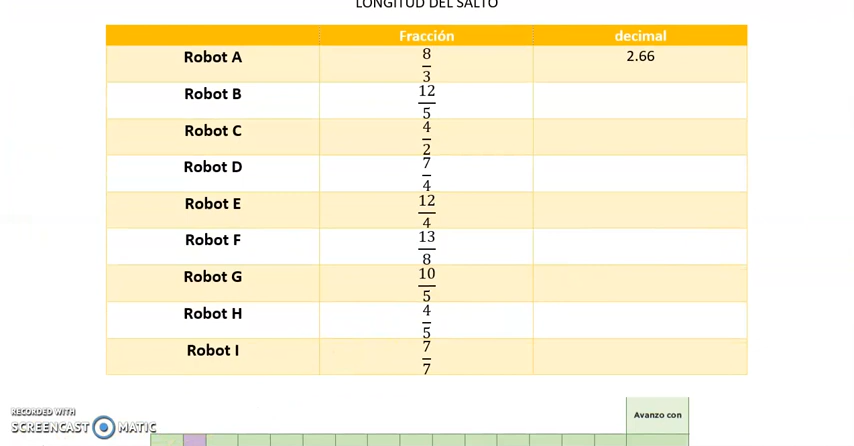 LONGITUD DEL SALTO
Fracción decimal
Robot A 8/3 2.66
Robot B 12/5
Robot C 4/2
Robot D 7/4
Robot E 12/4
Robot F 13/8
Robot G 10/5
Robot H 4/5
Robot I 7/7
Avanzo con
RECORDED WITH
SCREENCAST MATIC